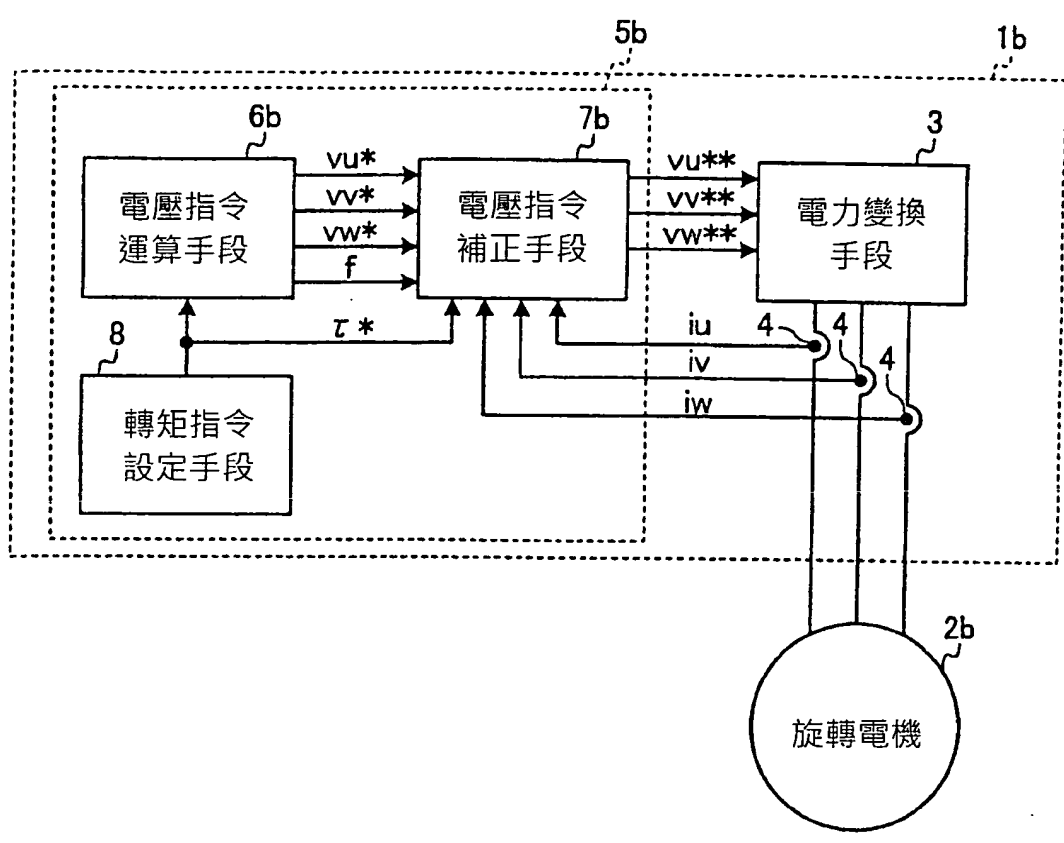 5b
1b
6b
7b
3
電壓指令
運算手段
vu*
vv*
vw*
f
電壓指令
補正手段
vu**
vv**
vw**
電力變換
手段
τ*
8
轉矩指令
設定手段
iu
iv
iw
4
4
4
2b
旋轉電機